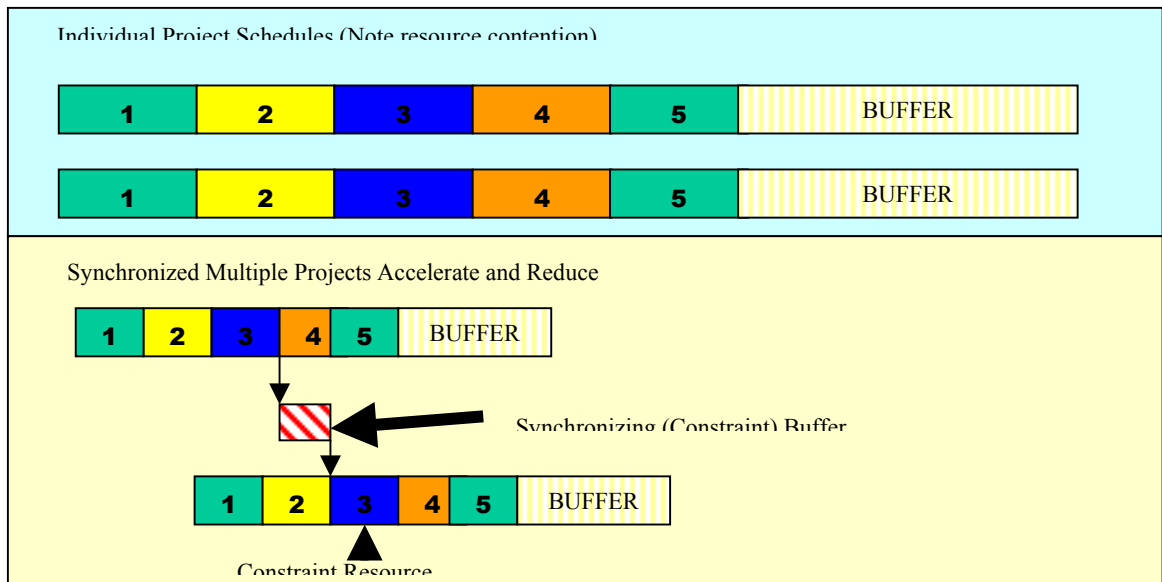 Individual Project Schedules (Note resource contention)
1 2 3 4 5 BUFFER
1 2 3 4 5 BUFFER
Synchronized Multiple Projects Accelerate and Reduce
1 2 3 4 5 BUFFER
Synchronizing (Constraint) Buffer
1 2 3 4 5 BUFFER
Constraint Resource